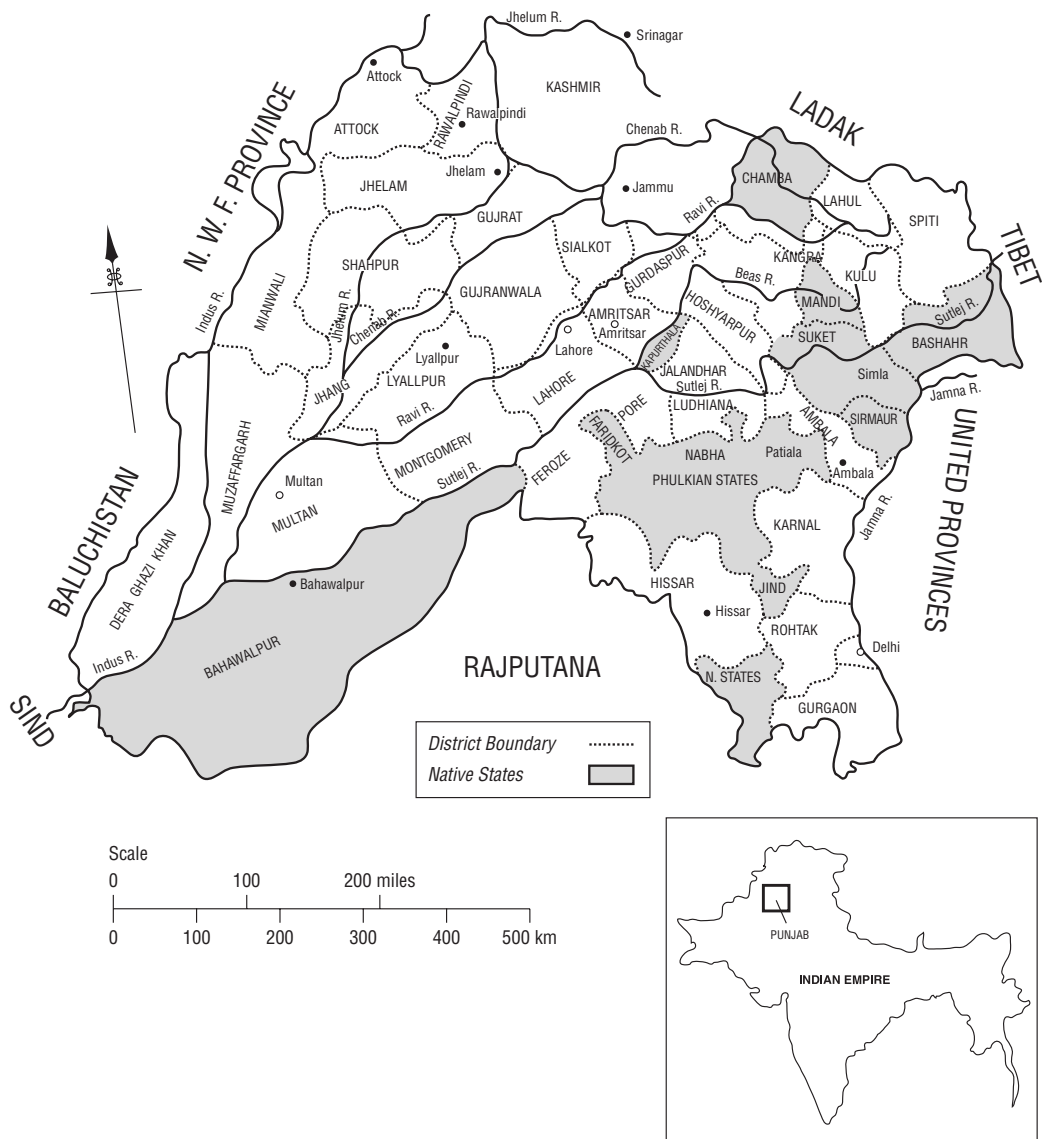 Jhelum R.
Srinagar
Attock
KASHMIR
LADAK
N. W. F. PROVINCE
RAWALPINDI
Rawalpindi
ATTOCK
Chenab R.
JHELAM
Jhelam
CHAMBA
Jammu
LAHUL
Ravi R.
GUJRAT
SPITI
TIBET
SIALKOT
KANGRA
SHAHPUR
GURDASPUR
KULU
Beas R.
MIANWALI
Indus R.
GUJRANWALA
HOSHYARPUR
MANDI
Sutlej R.
Jhelum R.
Chenab R.
AMRITSAR
Amritsar
SUKET
BASHAHR
Lyallpur
Lahore
KAPURTHALA
JALANDHAR
Simla
LYALLPUR
JHANG
LAHORE
Sutlej R.
Jamna R.
Ravi R.
LUDHIANA
FEROZE PORE
AMBALA
SIRMAUR
FARIDKOT
UNITED PROVINCES
MONTGOMERY
NABHA
Patiala
Sutlej R.
Ambala
MUZAFFARGARH
PHULKIAN STATES
Multan
MULTAN
KARNAL
Jamna R.
BALUCHISTAN
DERA GHAZI KHAN
Bahawalpur
HISSAR
JIND
Hissar
ROHTAK
Delhi
Indus R.
BAHAWALPUR
RAJPUTANA
N. STATES
SIND
GURGAON
District Boundary
Native States
Scale
0 100 200 miles
0 100 200 300 400 500 km
PUNJAB
INDIAN EMPIRE